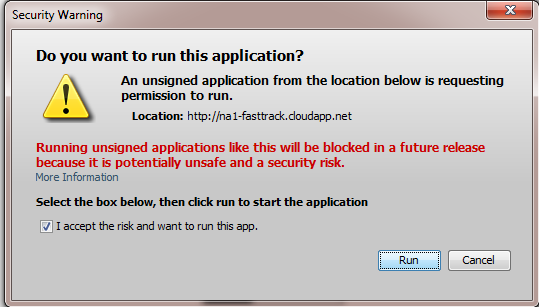 Security Warning
Do you want to run this application?
An unsigned application from the location below is requesting
permission to run.
Location: http://na1-fasttrack.cloudapp.net
Running unsigned applications like this will be blocked in a future release
because it is potentially unsafe and a security risk.
More Information
Select the box below, then click run to start the application
I accept the risk and want to run this app.
Run Cancel